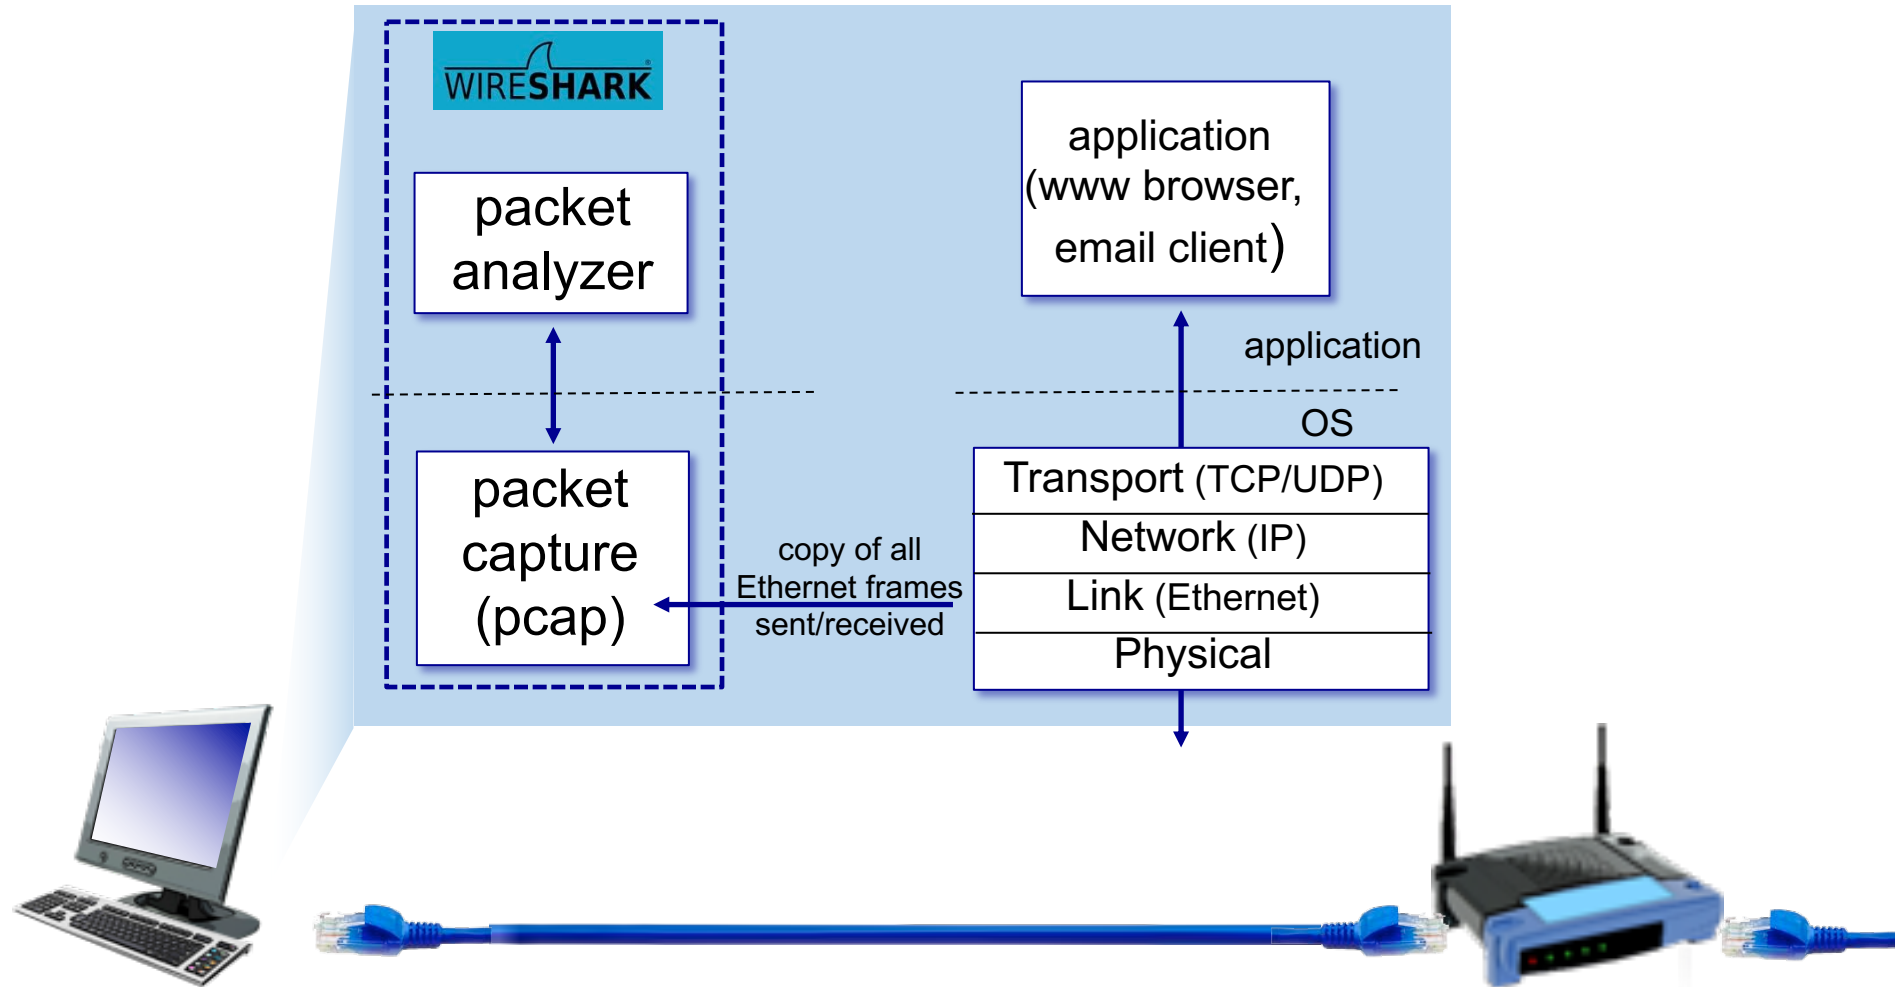 WIRESHARK
packet
analyzer
packet
capture
(pcap)
copy of all
Ethernet frames
sent/received
application
(www browser,
email client)
application
OS
Transport (TCP/UDP)
Network (IP)
Link (Ethernet)
Physical